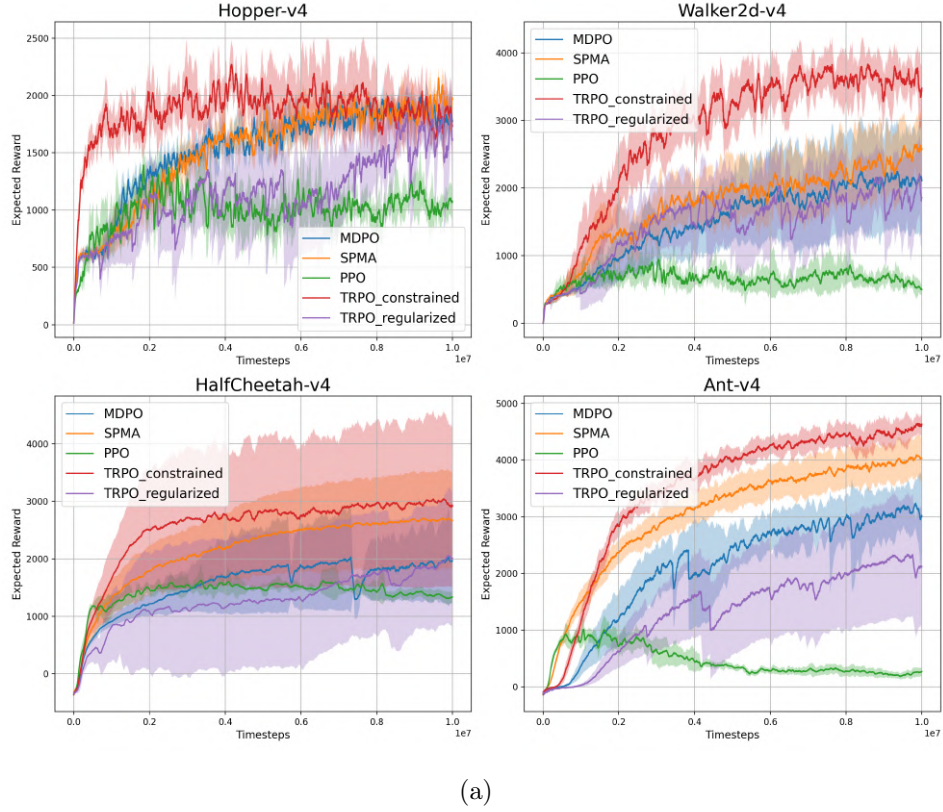 Hopper-v4
Expected Reward
2500
2000
1500
1000
500
0
MDPO
SPMA
PPO
TRPO_constrained
TRPO_regularized
0.0
0.2
0.4
0.6
0.8
1.0
1e7
Timesteps
Walker2d-v4
Expected Reward
4000
3000
2000
1000
0
MDPO
SPMA
PPO
TRPO_constrained
TRPO_regularized
0.0
0.2
0.4
0.6
0.8
1.0
1e7
Timesteps
HalfCheetah-v4
Expected Reward
4000
3000
2000
1000
0
MDPO
SPMA
PPO
TRPO_constrained
TRPO_regularized
0.0
0.2
0.4
0.6
0.8
1.0
1e7
Timesteps
Ant-v4
Expected Reward
5000
4000
3000
2000
1000
0
MDPO
SPMA
PPO
TRPO_constrained
TRPO_regularized
0.0
0.2
0.4
0.6
0.8
1.0
1e7
Timesteps
(a)